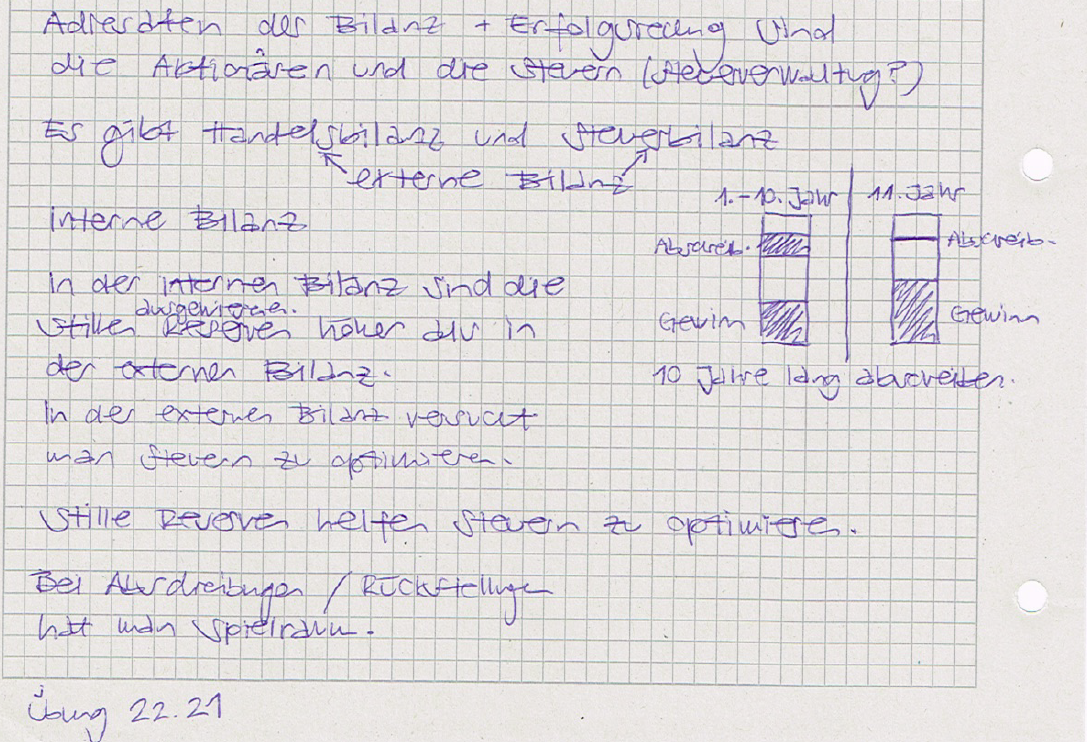 Adressaten der Bilanz + Erfolgsrechnung sind
die Aktionären und die Steuern (Steuerverwaltung?)
Es gibt Handelsbilanz und Steuerbilanz
externe Bilanz
interne Bilanz
In der internen Bilanz sind die
ausgewiesenen.
stillen Reserven höher als in
der externen Bilanz.
In der externen Bilanz versucht
man Steuern zu optimieren.
1.-10. Jahr
11. Jahr
Abschreib.
Abschreib.
Gewinn
Gewinn
10 Jahre lang abschreiben.
Stille Reserven helfen Steuern zu optimieren.
Bei Abschreibungen / Rückstellungen
hat man Spielraum.
Übung 22.21